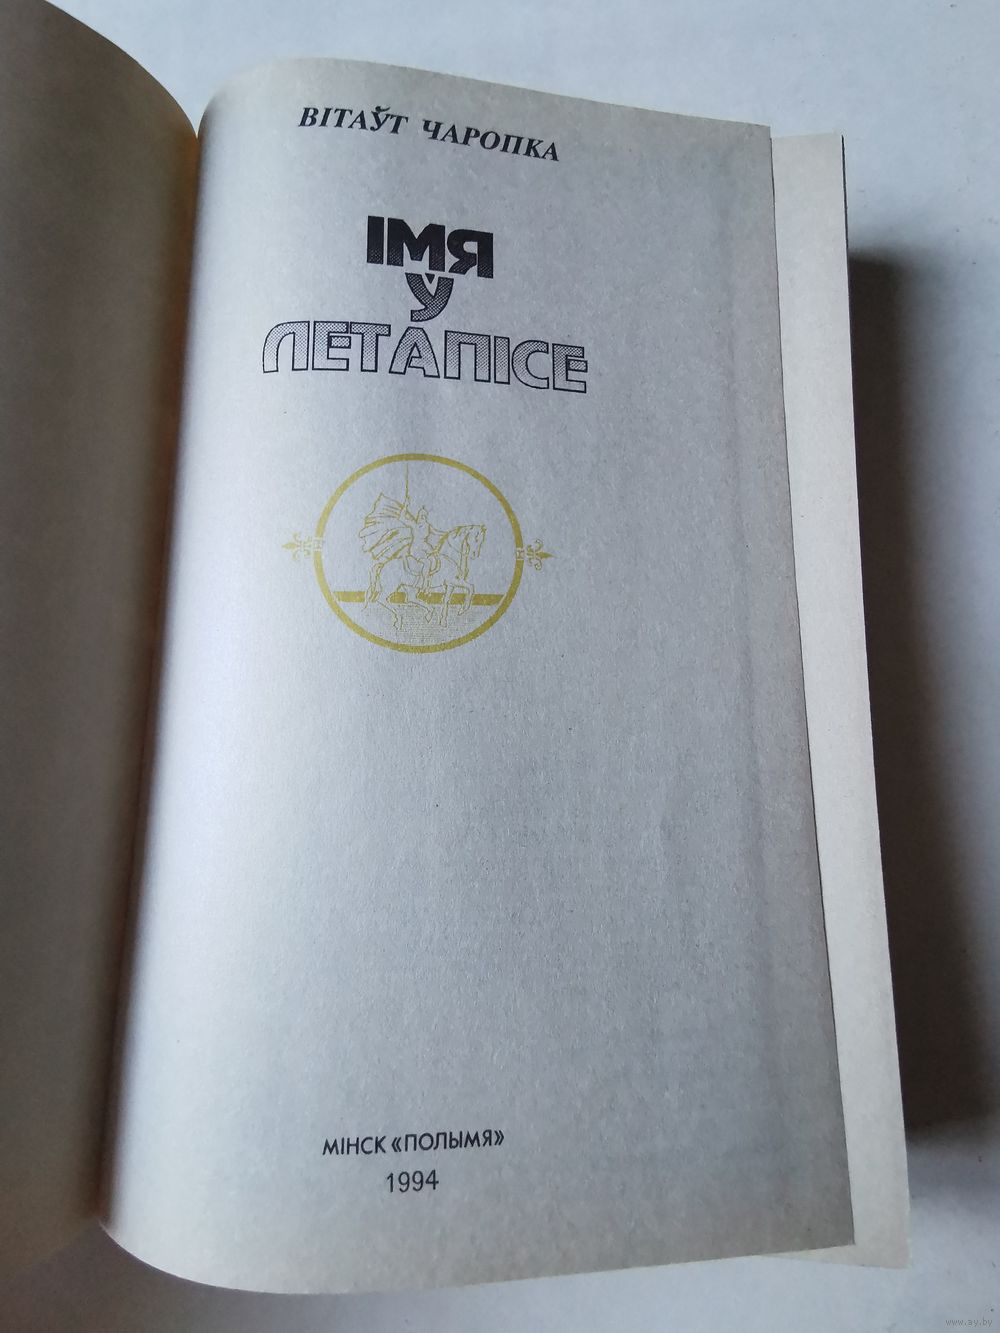 ВІТАЎТ ЧАРОПКА
ІМЯ
Ў
ЛЕТАПІСЕ
МІНСК «ПОЛЫМЯ»
1994
www.ay.by